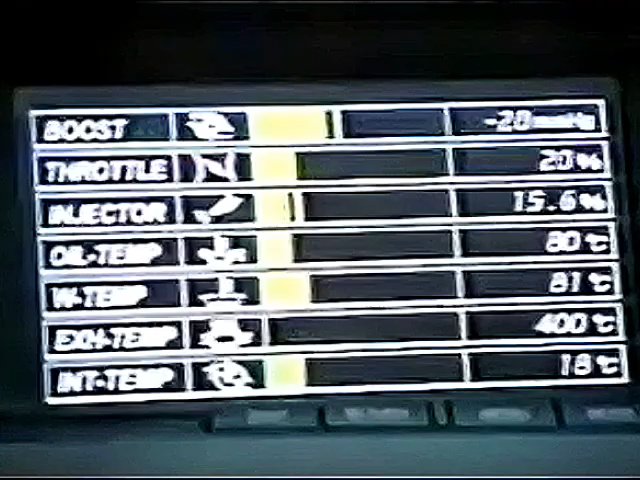 BOOST -20mmHg
THROTTLE 20%
INJECTOR 15.6%
OIL-TEMP 80℃
W-TEMP 81℃
EXH-TEMP 400℃
INT-TEMP 18℃